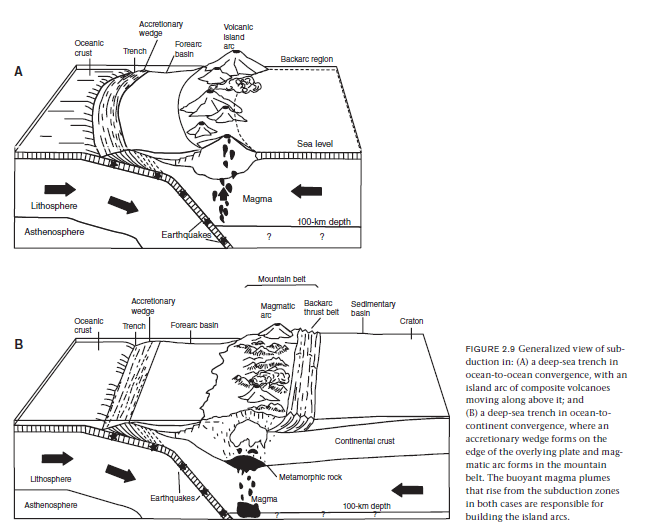 A
Oceanic
crust
Trench
Accretionary
wedge
Forearc
basin
Volcanic
island
arc
Backarc region
Sea level
Lithosphere
Asthenosphere
Earthquakes
Magma
100-km depth
? ?
B
Mountain belt
Oceanic
crust
Trench
Accretionary
wedge
Forearc basin
Magmatic
arc
Backarc
thrust belt
Sedimentary
basin
Craton
Continental crust
Metamorphic rock
Lithosphere
Asthenosphere
Earthquakes
Magma
100-km depth
? ? ?
FIGURE 2.9 Generalized view of sub-
duction in: (A) a deep-sea trench in
ocean-to-ocean convergence, with an
island arc of composite volcanoes
moving along above it; and
(B) a deep-sea trench in ocean-to-
continent convergence, where an
accretionary wedge forms on the
edge of the overlying plate and mag-
matic arc forms in the mountain
belt. The buoyant magma plumes
that rise from the subduction zones
in both cases are responsible for
building the island arcs.